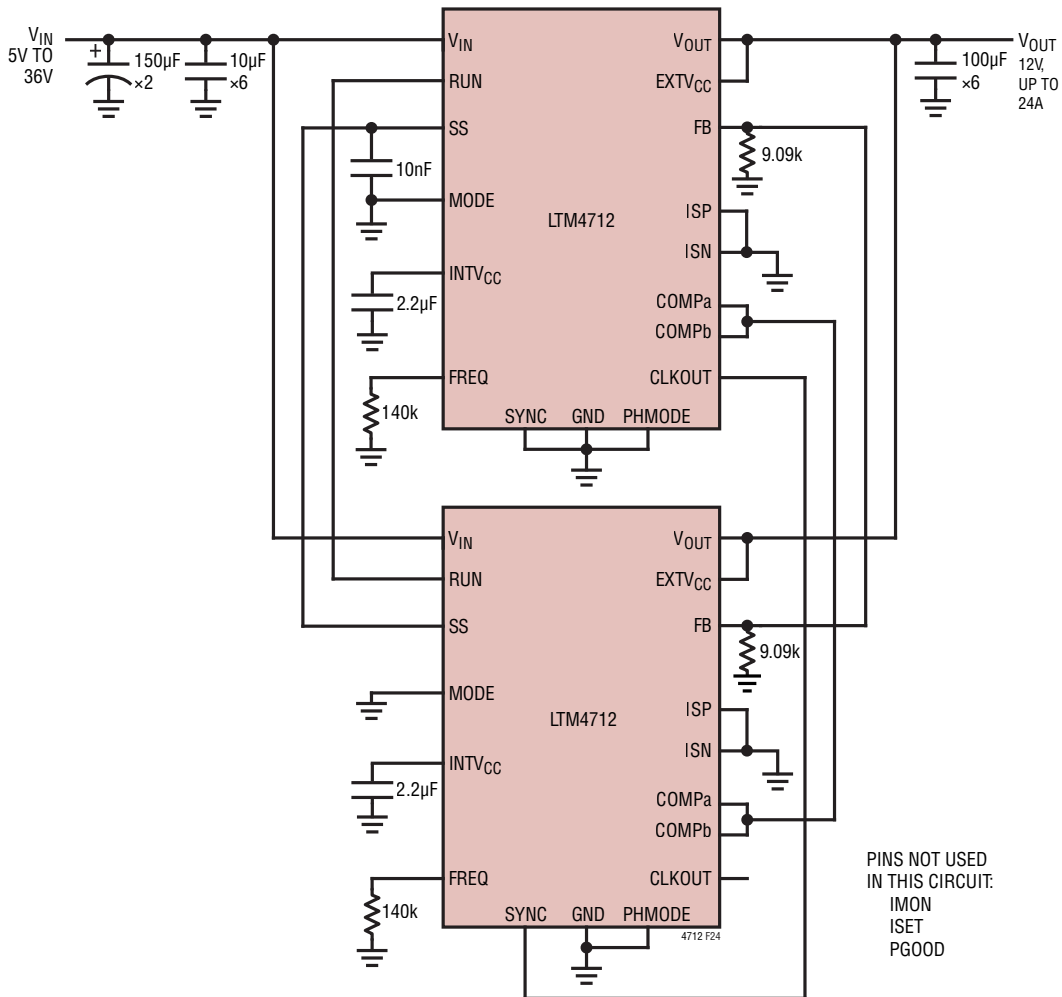 VIN
5V TO
36V
+
150µF
×2
10µF
×6
VIN
RUN
SS
10nF
MODE
INTVCC
2.2µF
FREQ
140k
LTM4712
SYNC GND PHMODE
VOUT
EXTVCC
FB
9.09k
ISP
ISN
COMPa
COMPb
CLKOUT
100µF
×6
VOUT
12V,
UP TO
24A
VIN
RUN
SS
MODE
INTVCC
2.2µF
FREQ
140k
LTM4712
SYNC GND PHMODE
VOUT
EXTVCC
FB
9.09k
ISP
ISN
COMPa
COMPb
CLKOUT
4712 F24
PINS NOT USED
IN THIS CIRCUIT:
IMON
ISET
PGOOD